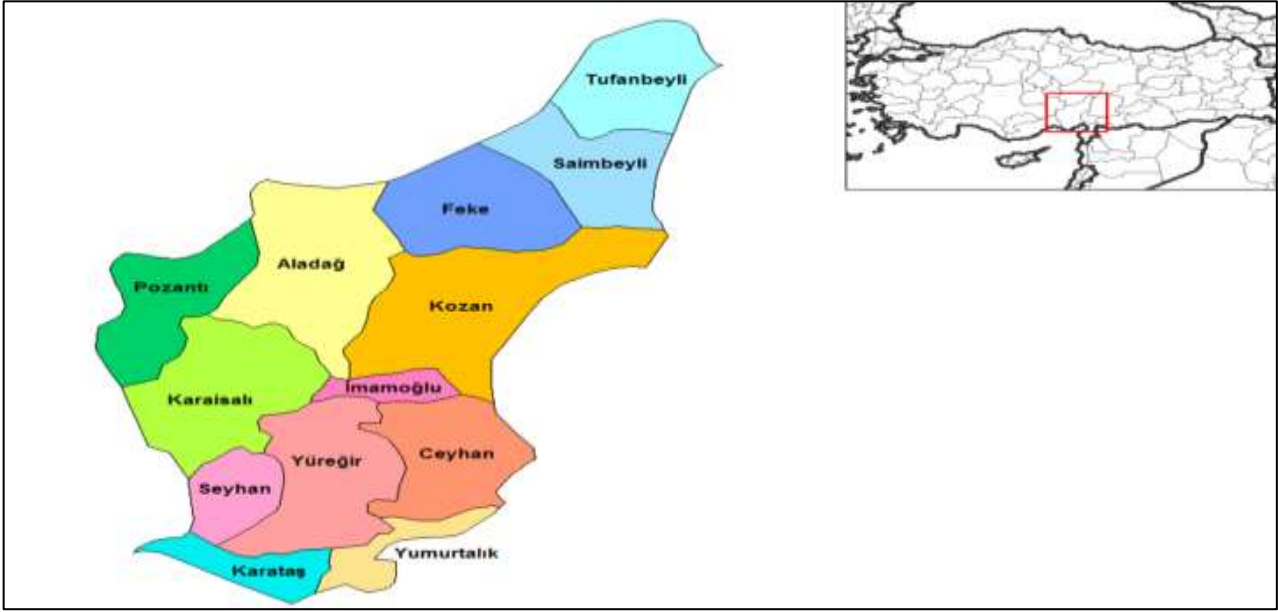 Tufanbeyli
Saimbeyli
Feke
Aladağ
Pozantı
Kozan
İmamoğlu
Karaisalı
Yüreğir
Ceyhan
Seyhan
Yumurtalık
Karataş